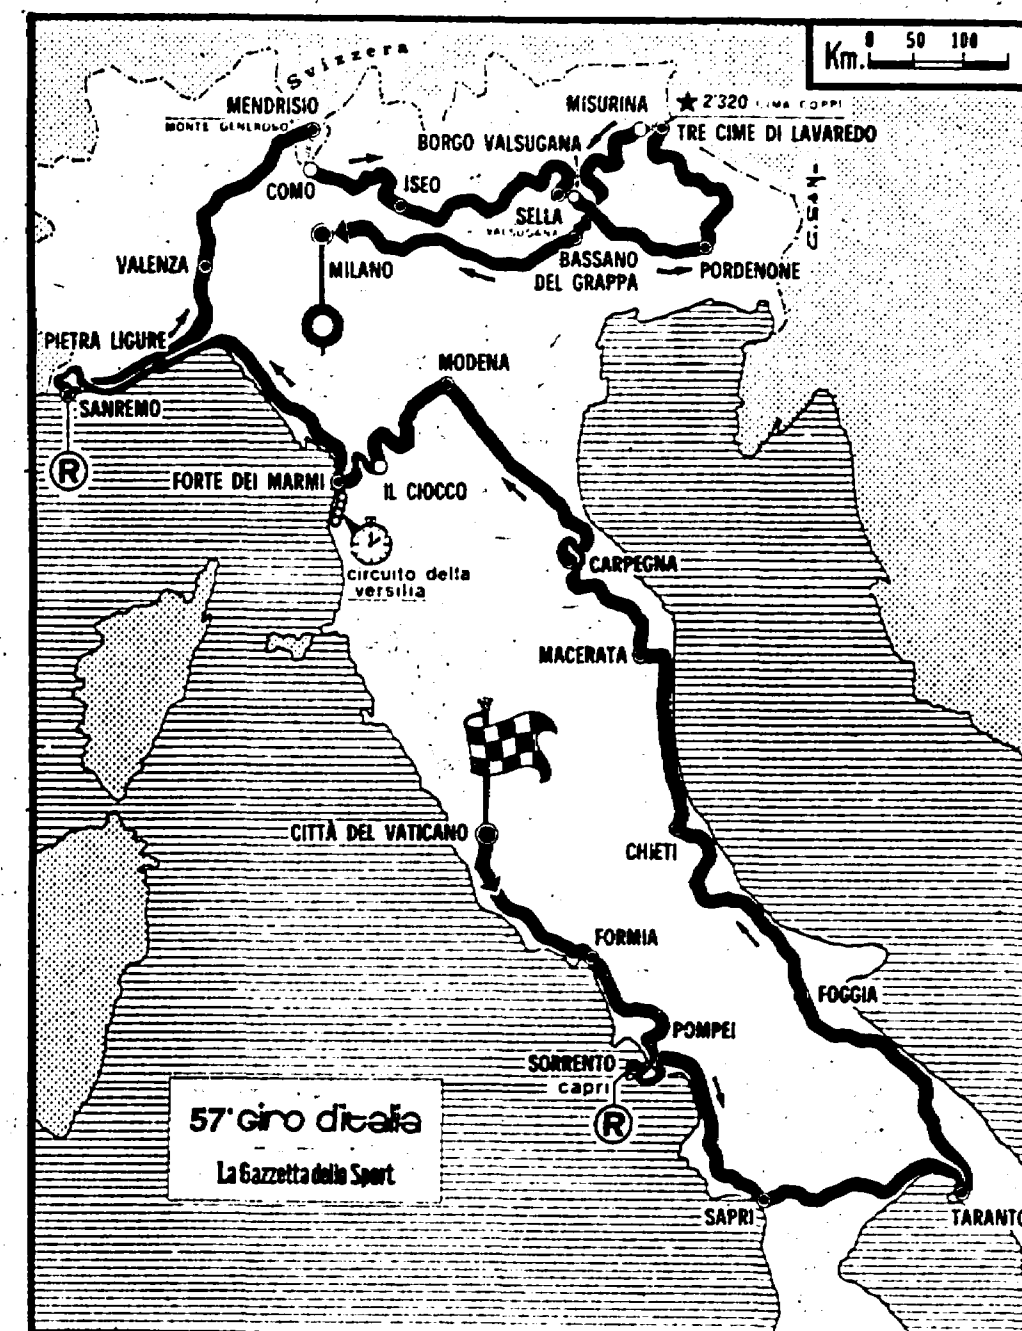 Svizzera
Km. 0 50 100
MENDRISIO
MONTE GENEROSO
MISURINA
2'320 CIMA COPPI
TRE CIME DI LAVAREDO
BORGO VALSUGANA
COMO
ISEO
SELLA
VALSUGANA
MILANO
BASSANO
DEL GRAPPA
PORDENONE
VALENZA
PIETRA LIGURE
MODENA
SANREMO
R
FORTE DEI MARMI
IL CIOCCO
circuito della
versilia
CARPEGNA
MACERATA
CITTÀ DEL VATICANO
CHIETI
FORMIA
FOGGIA
POMPEI
SORRENTO
capri
R
57° Giro d'italia
La Gazzetta dello Sport
SAPRI
TARANTO